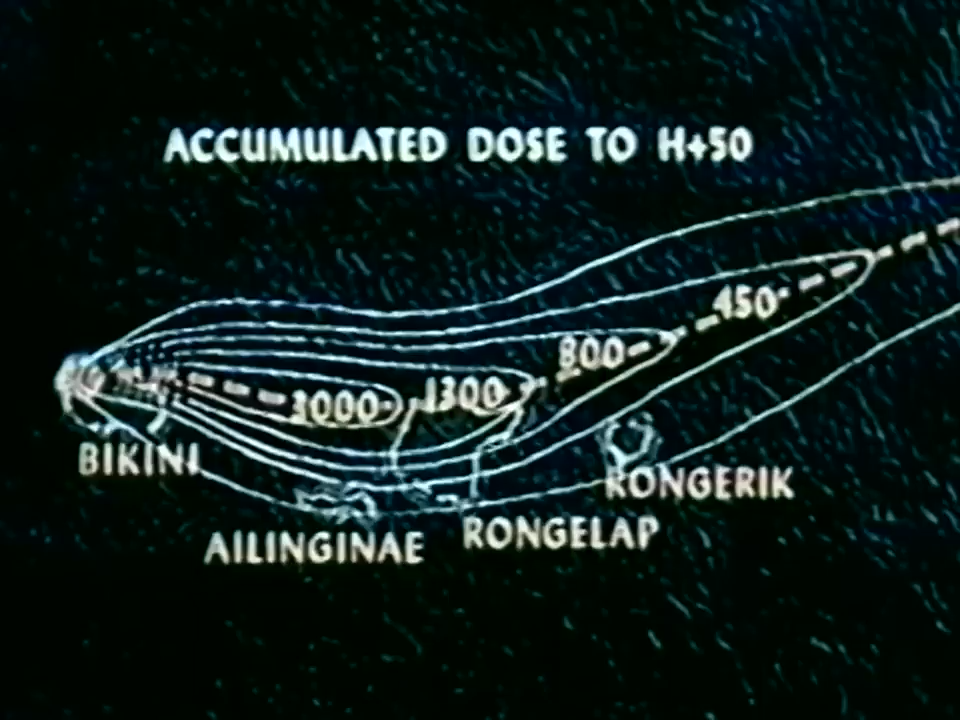 ACCUMULATED DOSE TO H+50
450
800
1300
3000
BIKINI
RONGERIK
RONGELAP
AILINGINAE